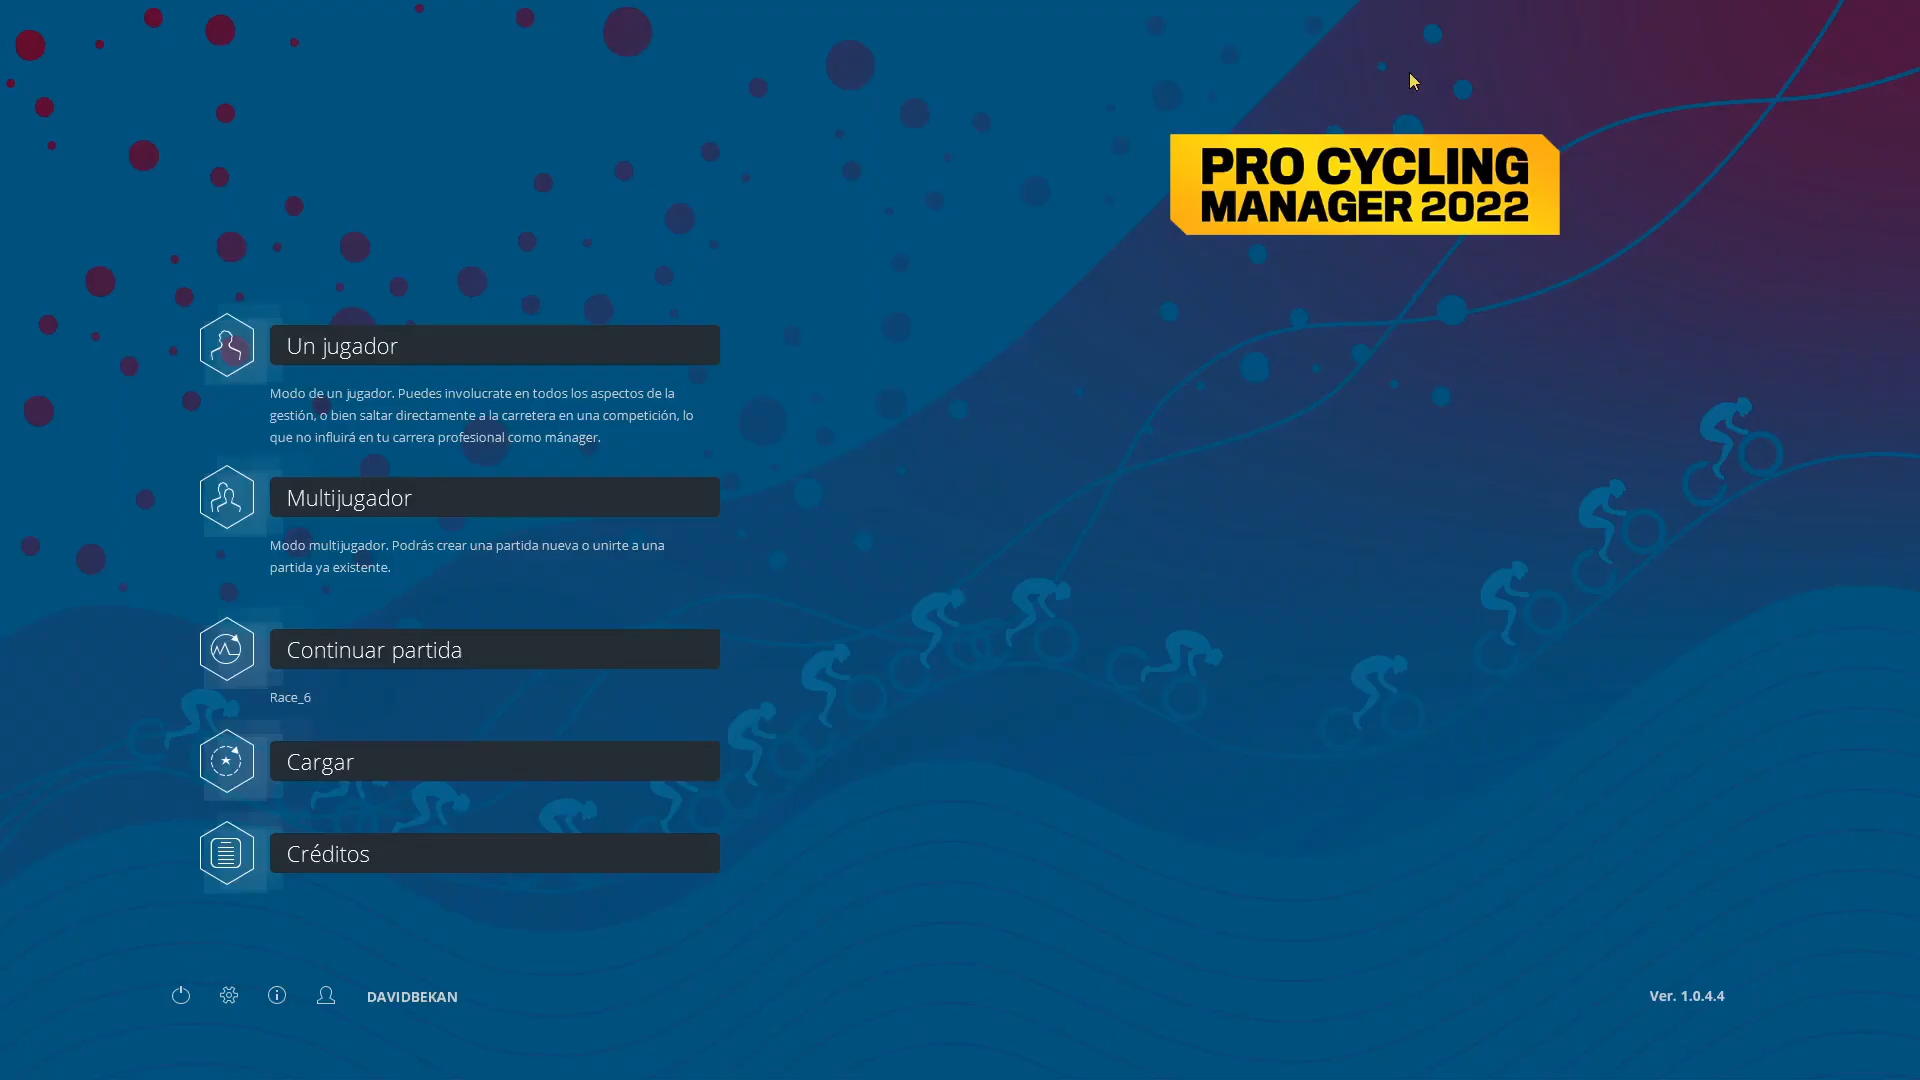 PRO CYCLING
MANAGER 2022
Un jugador
Modo de un jugador. Puedes involucrate en todos los aspectos de la
gestión, o bien saltar directamente a la carretera en una competición, lo
que no influirá en tu carrera profesional como mánager.
Multijugador
Modo multijugador. Podrás crear una partida nueva o unirte a una
partida ya existente.
Continuar partida
Race_6
Cargar
Créditos
DAVIDBEKAN
Ver. 1.0.4.4